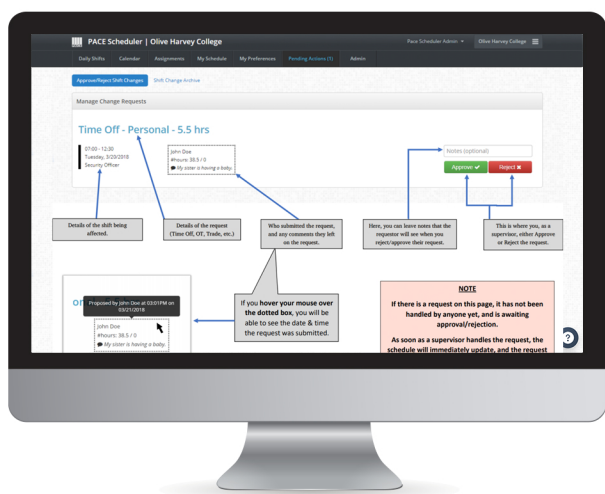 PACE Scheduler | Olive Harvey College
Pace Scheduler Admin
Olive Harvey College
Daily Shifts Calendar Assignments My Schedule My Preferences Pending Actions (1) Admin
Approve/Reject Shift Changes Shift Change Archive
Manage Change Requests
Time Off - Personal - 5.5 hrs
07:00 - 12:30
Tuesday, 3/20/2018
Security Officer
John Doe
#hours: 38.5 / 0
My sister is having a baby.
Notes (optional)
Approve ✔ Reject ✖
Details of the shift being
affected.
Details of the request
(Time Off, OT, Trade, etc.)
Who submitted the request,
and any comments they left
on the request.
Here, you can leave notes that the
requestor will see when you
reject/approve their request.
This is where you, as a
supervisor, either Approve
or Reject the request.
Proposed by John Doe at 03:01PM on
03/21/2018
John Doe
#hours: 38.5 / 0
My sister is having a baby.
If you hover your mouse over
the dotted box, you will be
able to see the date & time
the request was submitted.
NOTE
If there is a request on this page, it has not been
handled by anyone yet, and is awaiting
approval/rejection.
As soon as a supervisor handles the request, the
schedule will immediately update, and the request
?